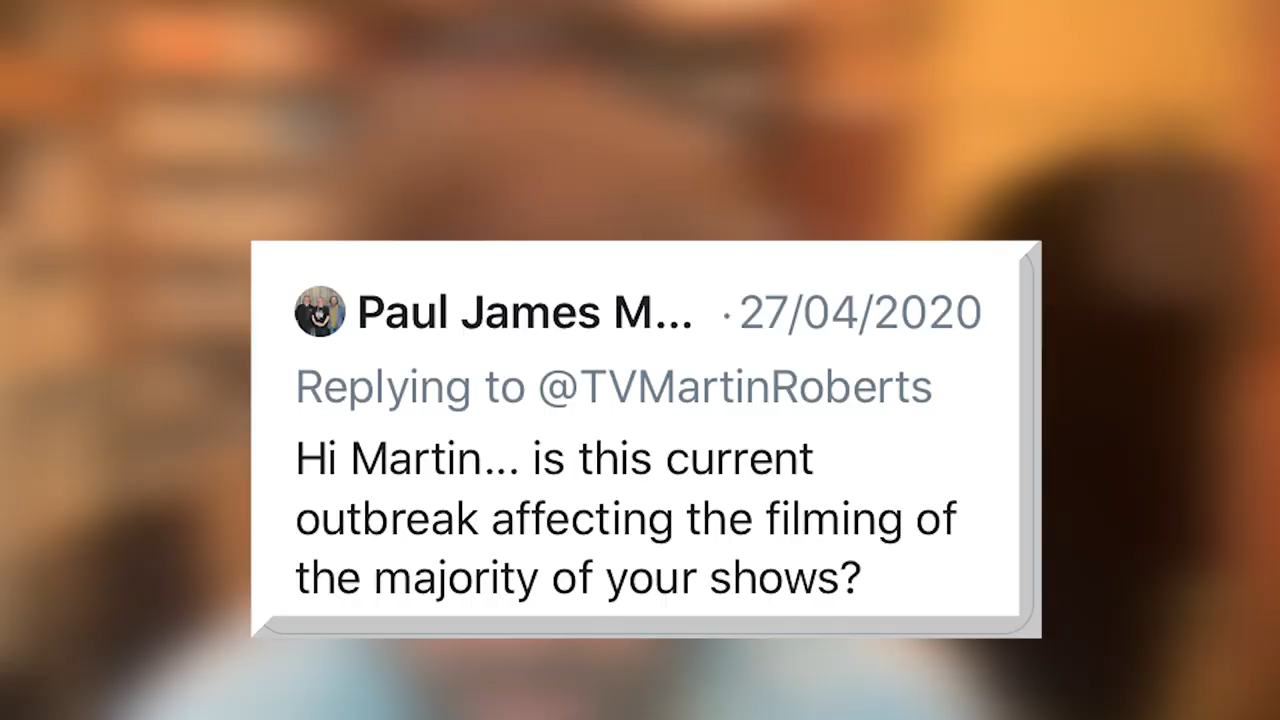 Paul James M... · 27/04/2020
Replying to @TVMartinRoberts
Hi Martin... is this current
outbreak affecting the filming of
the majority of your shows?